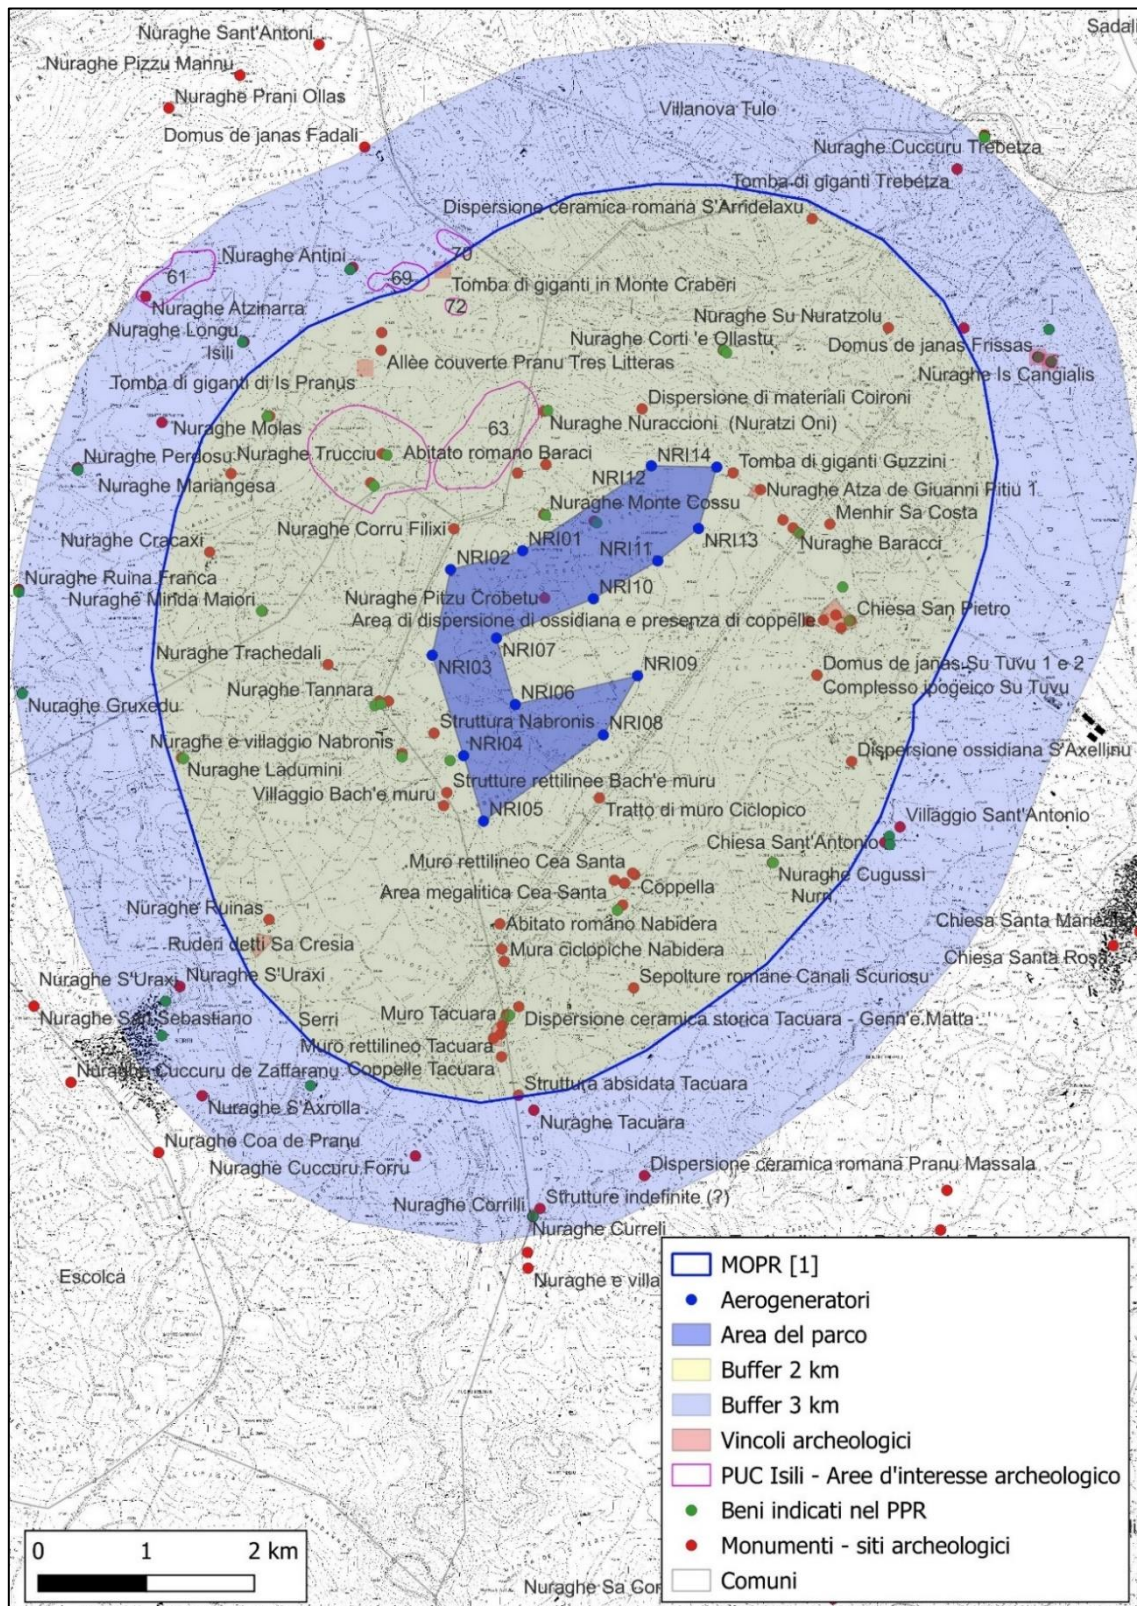 Nuraghe Sant'Antoni
Sadali
Nuraghe Pizzu Mannu
Nuraghe Prani Ollas
Villanova Tulo
Domus de janas Fadali
Nuraghe Cuccuru Trebetza
Tomba di giganti Trebetza
Dispersione ceramica romana S'Arridelaxu
70
Nuraghe Antini
61
69
Tomba di giganti in Monte Craberi
Nuraghe Atzinarra
72
Nuraghe Su Nuratzolu
Nuraghe Longu
Nuraghe Corti 'e Ollastu
Isili
Domus de janas Frissas
Allèe couverte Pranu Tres Litteras
Nuraghe Is Cangialis
Tomba di giganti di Is Pranus
Dispersione di materiali Coironi
Nuraghe Molas
63
Nuraghe Nuraccioni (Nuratzi Oni)
Nuraghe Perdosu
Nuraghe Trucciu
Abitato romano Baraci
NRI14
NRI12
Tomba di giganti Guzzini
Nuraghe Mariangesa
Nuraghe Atza de Giuanni Pitiu 1
Nuraghe Monte Cossu
Menhir Sa Costa
Nuraghe Corru Filixi
NRI13
Nuraghe Baracci
Nuraghe Cracaxi
NRI01
NRI11
NRI02
Nuraghe Ruina Franca
NRI10
Nuraghe Minda Maiori
Nuraghe Pitzu Crobetu
Chiesa San Pietro
Area di dispersione di ossidiana e presenza di coppelle
NRI07
Nuraghe Trachedali
NRI03
NRI09
Domus de janas Su Tuvu 1 e 2
Nuraghe Tannara
Complesso ipogeico Su Tuvu
Nuraghe Gruxedu
NRI06
Struttura Nabronis
NRI08
Nuraghe e villaggio Nabronis
NRI04
Dispersione ossidiana S'Axellinu
Nuraghe Ladumini
Strutture rettilinee Bach'e muru
Villaggio Bach'e muru
Tratto di muro Ciclopico
NRI05
Villaggio Sant'Antonio
Chiesa Sant'Antonio
Muro rettilineo Cea Santa
Nuraghe Cugussi
Area megalitica Cea Santa
Coppella
Nurri
Nuraghe Ruinas
Abitato romano Nabidera
Ruderi detti Sa Cresia
Mura ciclopiche Nabidera
Chiesa Santa Rosa
Nuraghe S'Uraxi
Nuraghe S'Uraxi
Sepolture romane Canali Scuriosu
Nuraghe San Sebastiano
Serri
Muro Tacuara
Dispersione ceramica storica Tacuara - Genn'e Matta
Muro rettilineo Tacuara
Nuraghe Cuccuru de Zaffaranu
Coppelle Tacuara
Struttura absidata Tacuara
Nuraghe S'Axrolla
Nuraghe Tacuara
Nuraghe Coa de Pranu
Nuraghe Cuccuru Forru
Dispersione ceramica romana Pranu Massala
Nuraghe Corrilli
Strutture indefinite (?)
Nuraghe Curreli
Escolca
Nuraghe e villa
MOPR [1]
Aerogeneratori
Area del parco
Buffer 2 km
Buffer 3 km
Vincoli archeologici
PUC Isili - Aree d'interesse archeologico
Beni indicati nel PPR
Monumenti - siti archeologici
Comuni
0 1 2 km